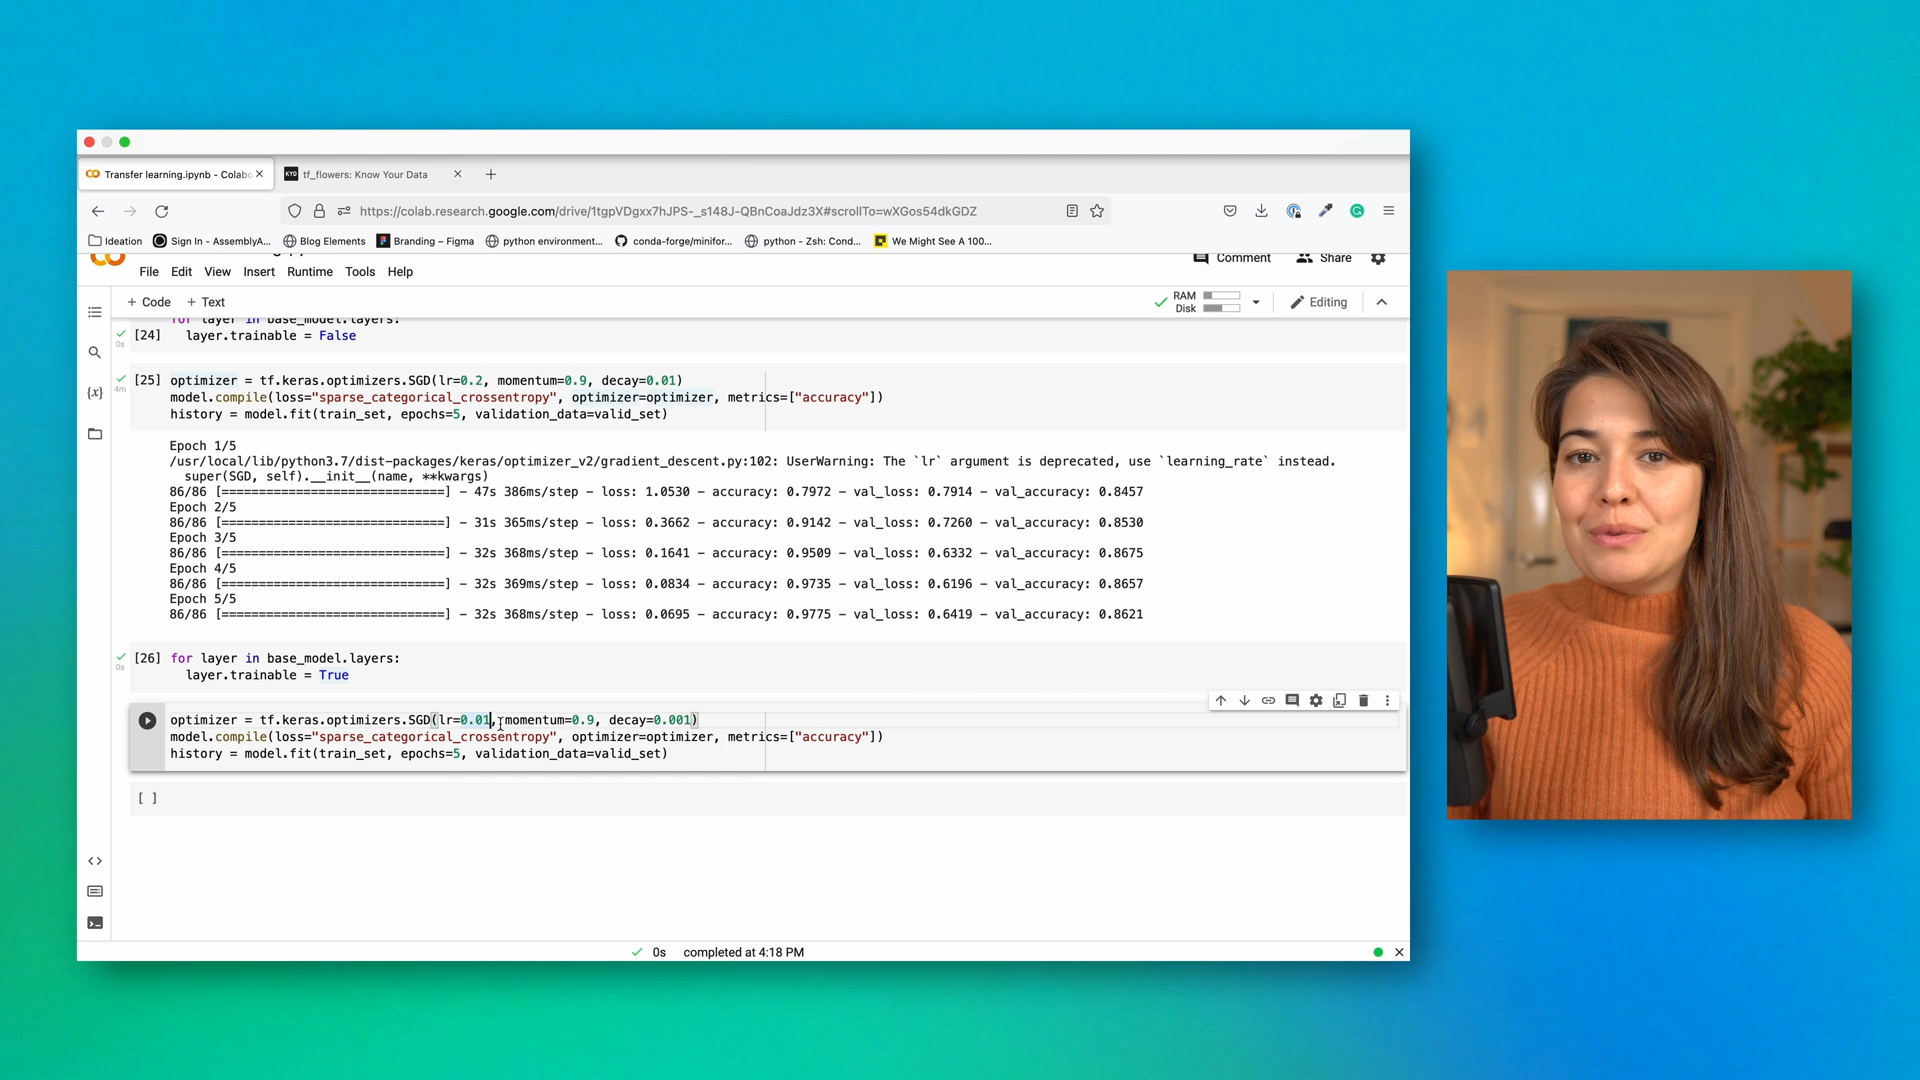 Transfer learning.ipynb - Colabo
KYD tf_flowers: Know Your Data
https://colab.research.google.com/drive/1tgpVDgxx7hJPS-_s148J-QBnCoaJdz3X#scrollTo=wXGos54dkGDZ
Ideation Sign In - AssemblyA... Blog Elements Branding – Figma python environment... conda-forge/minifor... python - Zsh: Cond... We Might See A 100...
File Edit View Insert Runtime Tools Help
Comment Share
+ Code + Text
RAM
Disk
Editing
for layer in base_model.layers:
[24] layer.trainable = False
0s
[25] optimizer = tf.keras.optimizers.SGD(lr=0.2, momentum=0.9, decay=0.01)
4m
model.compile(loss="sparse_categorical_crossentropy", optimizer=optimizer, metrics=["accuracy"])
history = model.fit(train_set, epochs=5, validation_data=valid_set)
Epoch 1/5
/usr/local/lib/python3.7/dist-packages/keras/optimizer_v2/gradient_descent.py:102: UserWarning: The `lr` argument is deprecated, use `learning_rate` instead.
super(SGD, self).__init__(name, **kwargs)
86/86 [==============================] - 47s 386ms/step - loss: 1.0530 - accuracy: 0.7972 - val_loss: 0.7914 - val_accuracy: 0.8457
Epoch 2/5
86/86 [==============================] - 31s 365ms/step - loss: 0.3662 - accuracy: 0.9142 - val_loss: 0.7260 - val_accuracy: 0.8530
Epoch 3/5
86/86 [==============================] - 32s 368ms/step - loss: 0.1641 - accuracy: 0.9509 - val_loss: 0.6332 - val_accuracy: 0.8675
Epoch 4/5
86/86 [==============================] - 32s 369ms/step - loss: 0.0834 - accuracy: 0.9735 - val_loss: 0.6196 - val_accuracy: 0.8657
Epoch 5/5
86/86 [==============================] - 32s 368ms/step - loss: 0.0695 - accuracy: 0.9775 - val_loss: 0.6419 - val_accuracy: 0.8621
[26] for layer in base_model.layers:
0s
layer.trainable = True
optimizer = tf.keras.optimizers.SGD(lr=0.01, momentum=0.9, decay=0.001)
model.compile(loss="sparse_categorical_crossentropy", optimizer=optimizer, metrics=["accuracy"])
history = model.fit(train_set, epochs=5, validation_data=valid_set)
[ ]
0s completed at 4:18 PM